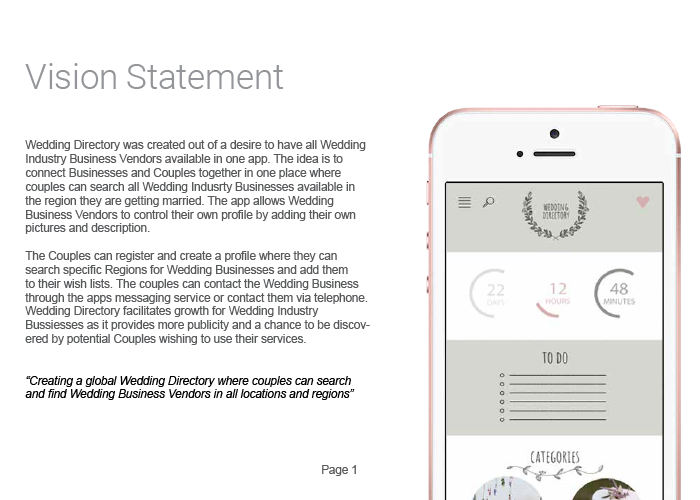 Vision Statement
Wedding Directory was created out of a desire to have all Wedding
Industry Business Vendors available in one app. The idea is to
connect Businesses and Couples together in one place where
couples can search all Wedding Indusrty Businesses available in
the region they are getting married. The app allows Wedding
Business Vendors to control their own profile by adding their own
pictures and description.
The Couples can register and create a profile where they can
search specific Regions for Wedding Businesses and add them
to their wish lists. The couples can contact the Wedding Business
through the apps messaging service or contact them via telephone.
Wedding Directory facilitates growth for Wedding Industry
Bussiesses as it provides more publicity and a chance to be discov-
ered by potential Couples wishing to use their services.
“Creating a global Wedding Directory where couples can search
and find Wedding Business Vendors in all locations and regions”
Page 1
WEDDING
DIRECTORY
22
DAYS
12
HOURS
48
MINUTES
TO DO
CATEGORIES